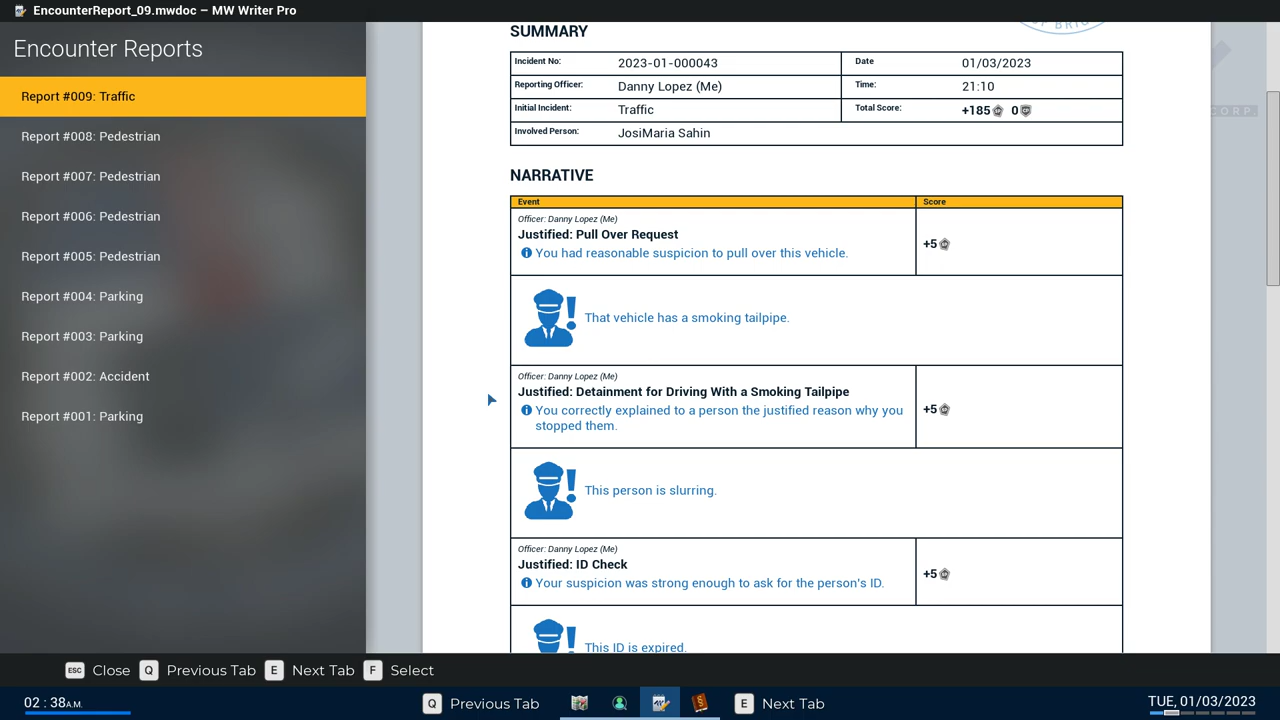 EncounterReport_09.mwdoc – MW Writer Pro
Encounter Reports
Report #009: Traffic
Report #008: Pedestrian
Report #007: Pedestrian
Report #006: Pedestrian
Report #005: Pedestrian
Report #004: Parking
Report #003: Parking
Report #002: Accident
Report #001: Parking
OF BRIG
CORP.
SUMMARY
Incident No: 2023-01-000043 Date 01/03/2023
Reporting Officer: Danny Lopez (Me) Time: 21:10
Initial Incident: Traffic Total Score: +185 0
Involved Person: JosiMaria Sahin
NARRATIVE
Event Score
Officer: Danny Lopez (Me)
Justified: Pull Over Request
You had reasonable suspicion to pull over this vehicle.
+5
That vehicle has a smoking tailpipe.
Officer: Danny Lopez (Me)
Justified: Detainment for Driving With a Smoking Tailpipe
You correctly explained to a person the justified reason why you
stopped them.
+5
This person is slurring.
Officer: Danny Lopez (Me)
Justified: ID Check
Your suspicion was strong enough to ask for the person's ID.
+5
This ID is expired.
ESC Close Q Previous Tab E Next Tab F Select
02 : 38 A.M. Q Previous Tab E Next Tab TUE, 01/03/2023